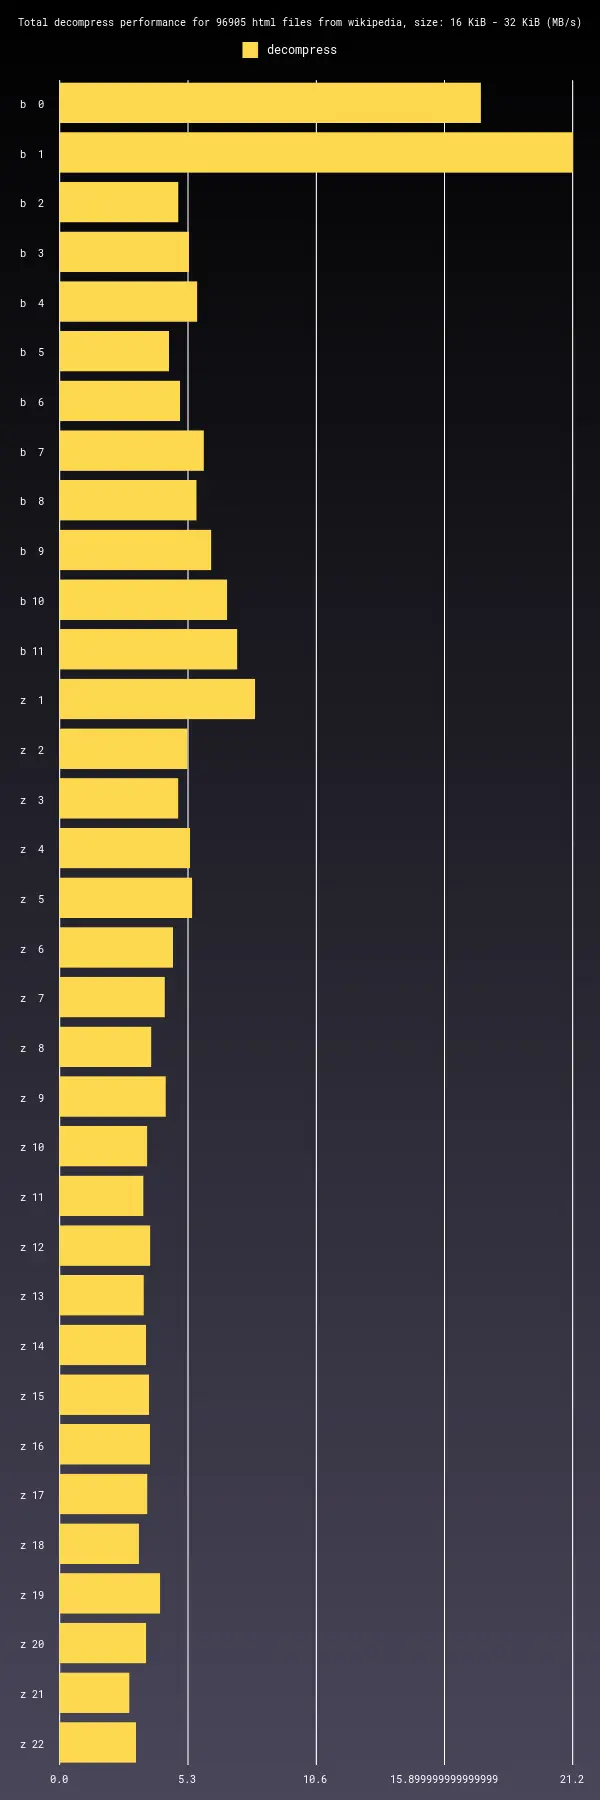 Total decompress performance for 96905 html files from wikipedia, size: 16 KiB - 32 KiB (MB/s)
decompress
b 0
b 1
b 2
b 3
b 4
b 5
b 6
b 7
b 8
b 9
b 10
b 11
z 1
z 2
z 3
z 4
z 5
z 6
z 7
z 8
z 9
z 10
z 11
z 12
z 13
z 14
z 15
z 16
z 17
z 18
z 19
z 20
z 21
z 22
0.0 5.3 10.6 15.899999999999999 21.2